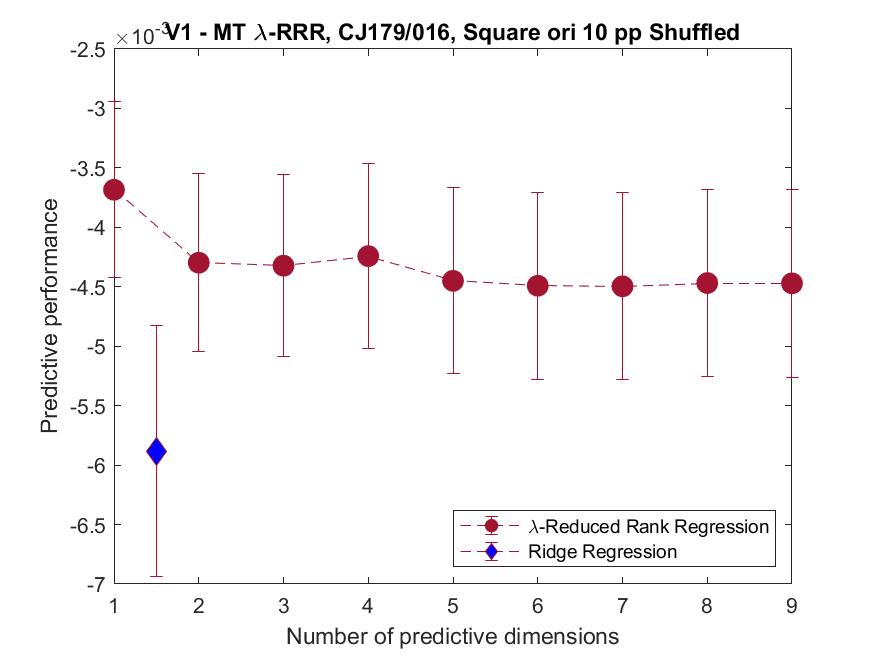 ×10-3
V1 - MT λ-RRR, CJ179/016, Square ori 10 pp Shuffled
-2.5
-3
-3.5
-4
-4.5
-5
-5.5
-6
-6.5
-7
Predictive performance
λ-Reduced Rank Regression
Ridge Regression
1 2 3 4 5 6 7 8 9
Number of predictive dimensions